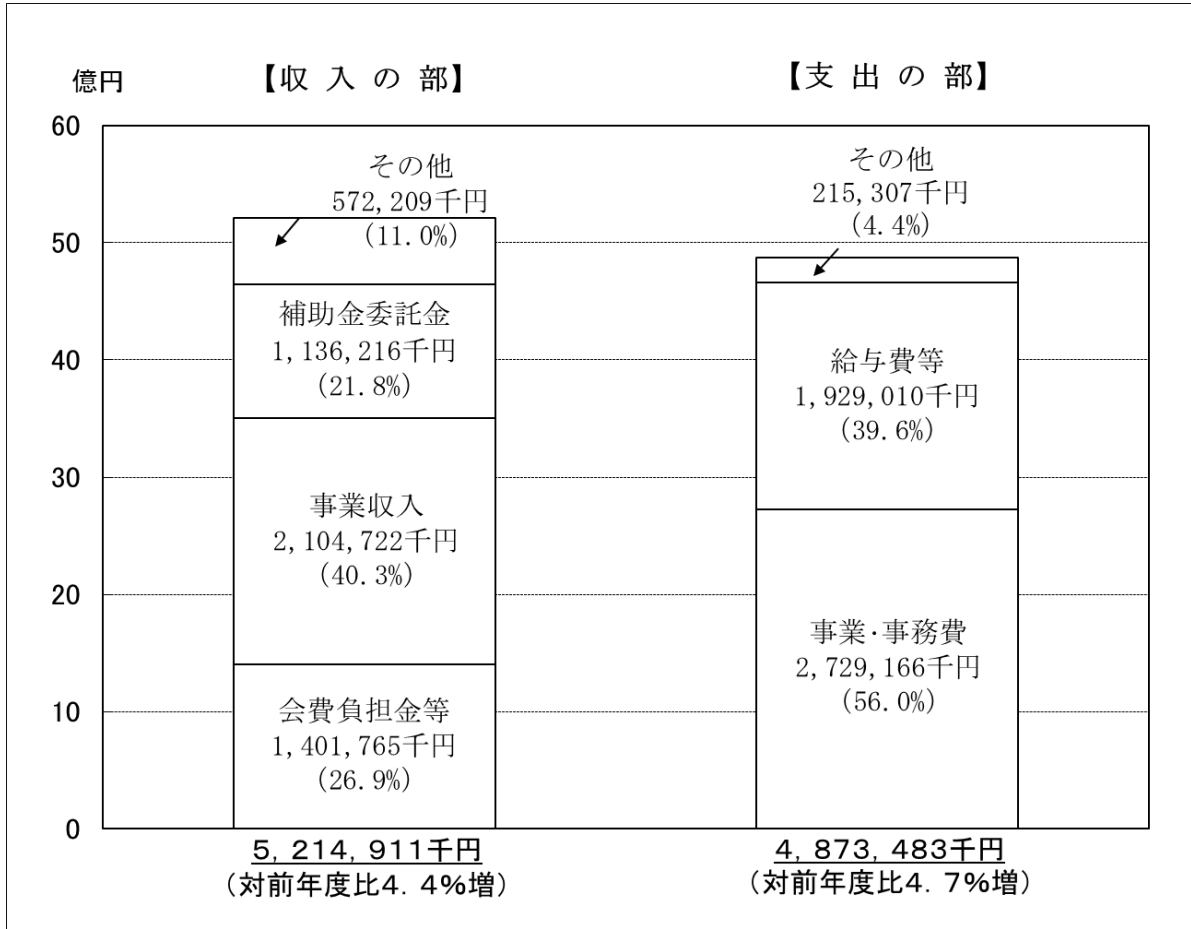 億円
【収 入 の 部】
60
50
40
30
20
10
0
その他
572,209千円
(11.0%)
補助金委託金
1,136,216千円
(21.8%)
事業収入
2,104,722千円
(40.3%)
会費負担金等
1,401,765千円
(26.9%)
5,214,911千円
(対前年度比4.4%増)
【支 出 の 部】
その他
215,307千円
(4.4%)
給与費等
1,929,010千円
(39.6%)
事業・事務費
2,729,166千円
(56.0%)
4,873,483千円
(対前年度比4.7%増)